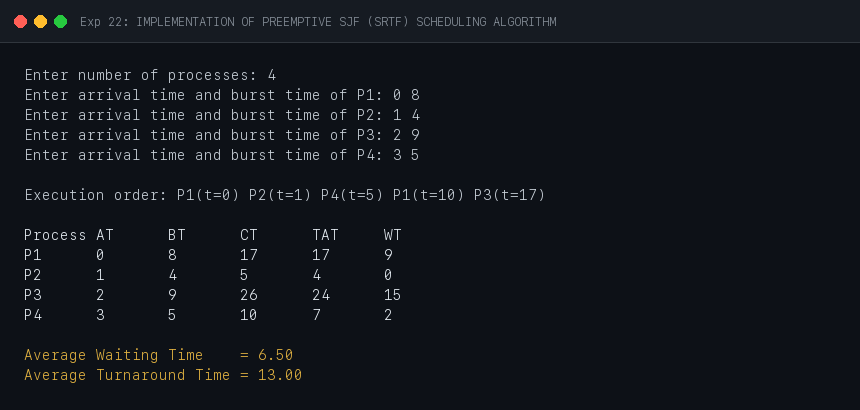 Exp 22: IMPLEMENTATION OF PREEMPTIVE SJF (SRTF) SCHEDULING ALGORITHM
Enter number of processes: 4
Enter arrival time and burst time of P1: 0 8
Enter arrival time and burst time of P2: 1 4
Enter arrival time and burst time of P3: 2 9
Enter arrival time and burst time of P4: 3 5
Execution order: P1(t=0) P2(t=1) P4(t=5) P1(t=10) P3(t=17)
Process AT BT CT TAT WT
P1 0 8 17 17 9
P2 1 4 5 4 0
P3 2 9 26 24 15
P4 3 5 10 7 2
Average Waiting Time = 6.50
Average Turnaround Time = 13.00